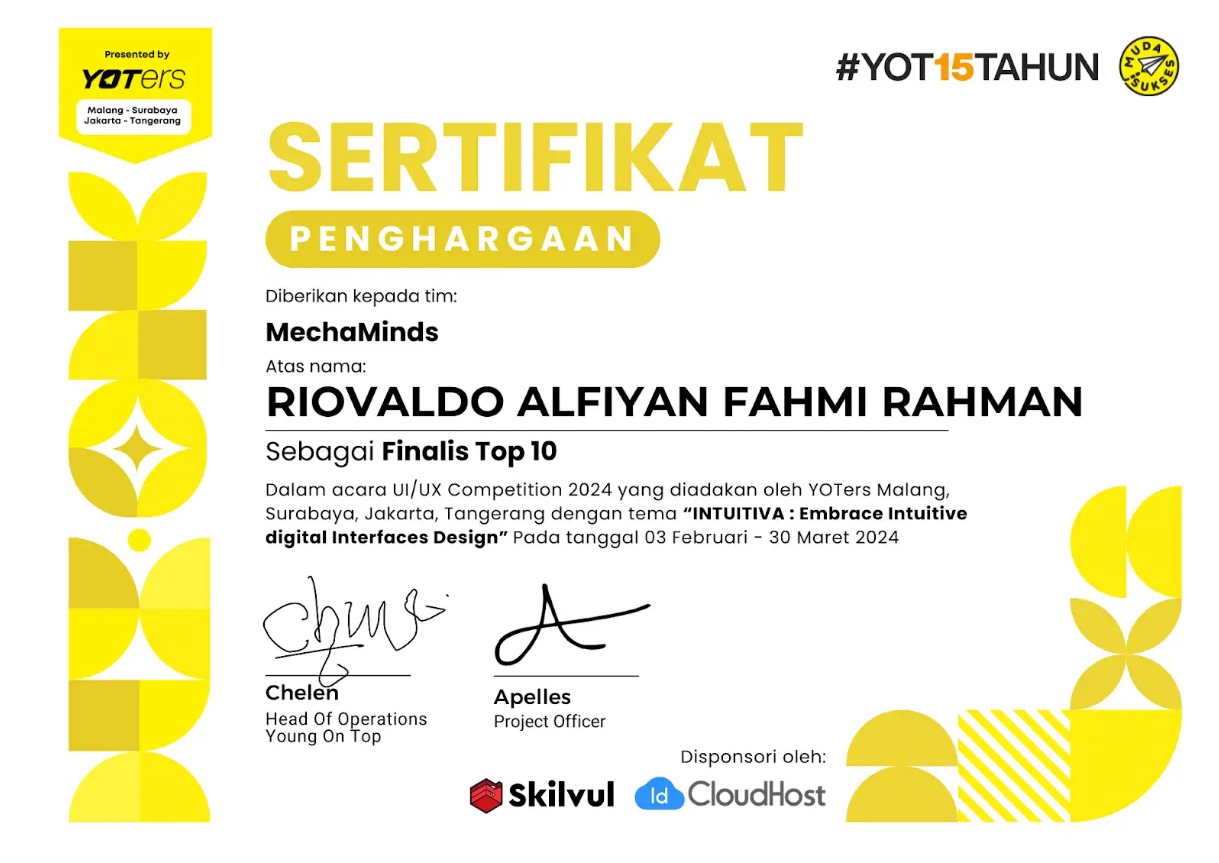 Presented by
YOTers
Malang - Surabaya
Jakarta - Tangerang
#YOT15TAHUN
MUDA
SUKSES
SERTIFIKAT
PENGHARGAAN
Diberikan kepada tim:
MechaMinds
Atas nama:
RIOVALDO ALFIYAN FAHMI RAHMAN
Sebagai Finalis Top 10
Dalam acara UI/UX Competition 2024 yang diadakan oleh YOTers Malang,
Surabaya, Jakarta, Tangerang dengan tema “INTUITIVA : Embrace Intuitive
digital Interfaces Design” Pada tanggal 03 Februari - 30 Maret 2024
Chelen
Head Of Operations
Young On Top
Apelles
Project Officer
Disponsori oleh:
Skilvul
Id CloudHost